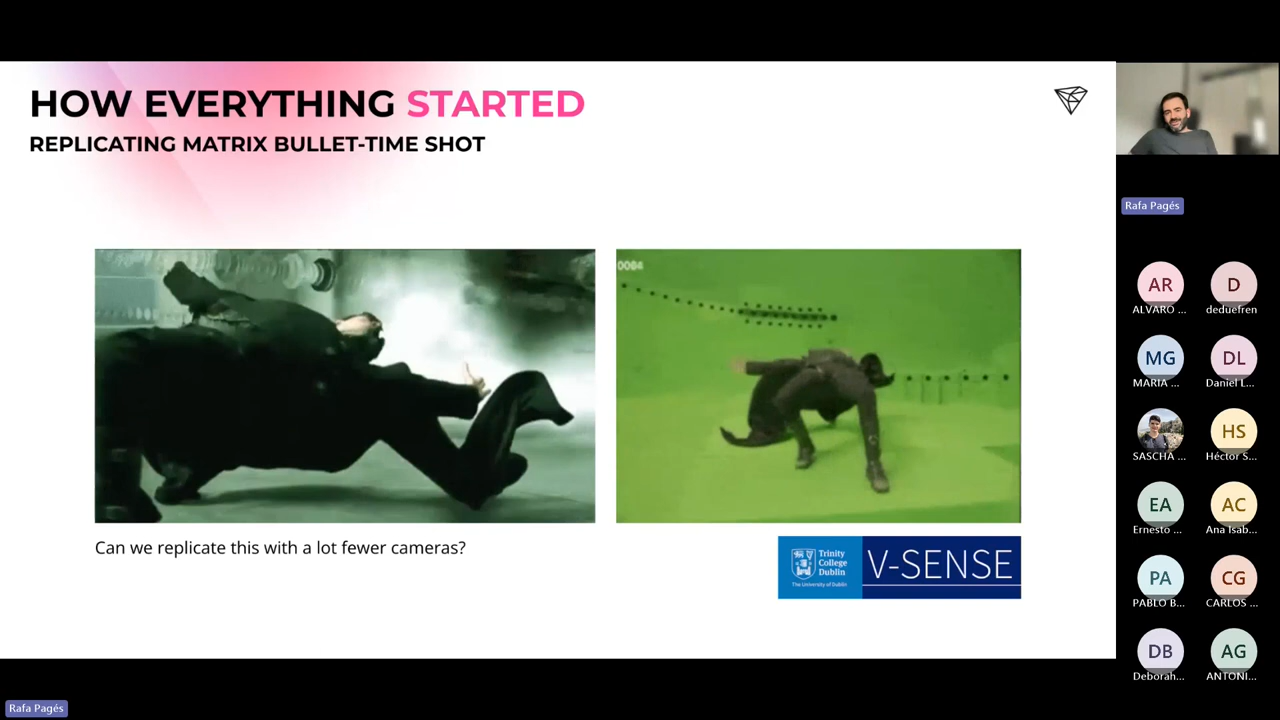 HOW EVERYTHING STARTED
REPLICATING MATRIX BULLET-TIME SHOT
0084
Can we replicate this with a lot fewer cameras?
Trinity
College
Dublin
The University of Dublin
V-SENSE
Rafa Pagés
AR
D
ALVARO ...
deduefren
MG
DL
MARIA ...
Daniel L...
HS
SASCHA ...
Héctor S...
EA
AC
Ernesto ...
Ana Isab...
PA
CG
PABLO B...
CARLOS ...
DB
AG
Deborah...
ANTONI...
Rafa Pagés